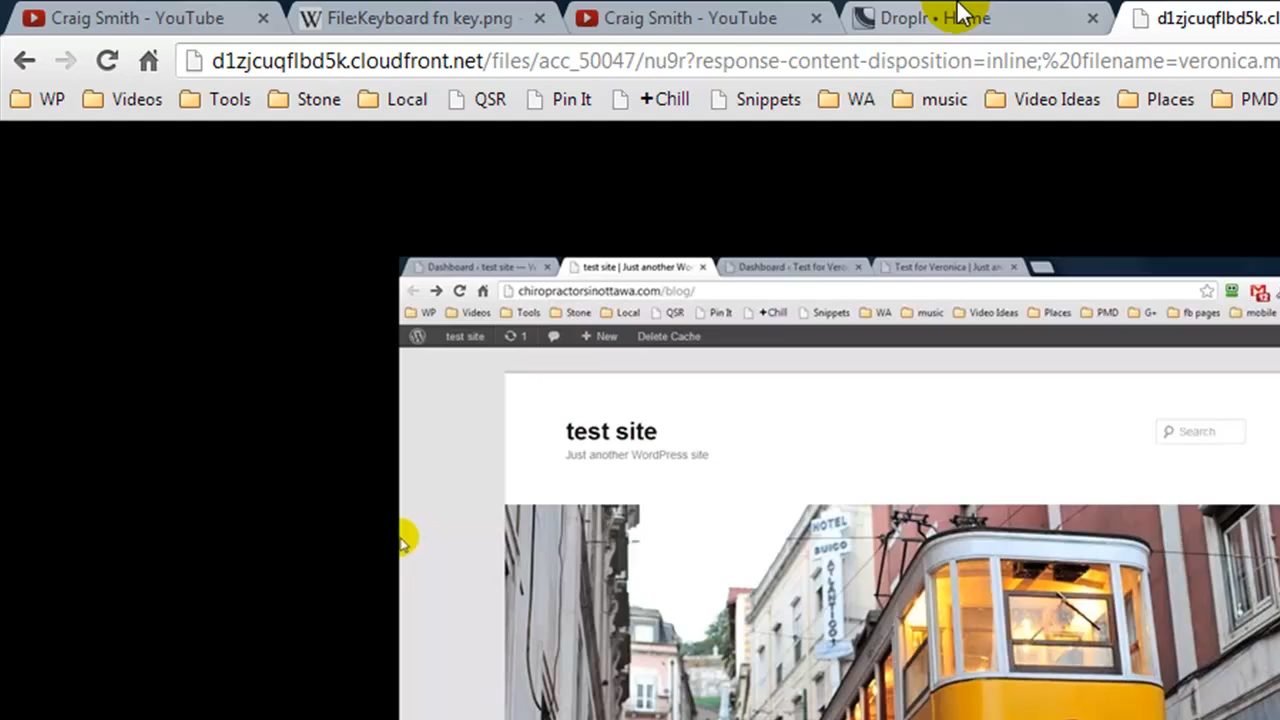 Craig Smith - YouTube
File:Keyboard fn key.png -
Craig Smith - YouTube
Droplr • Home
d1zjcuqflbd5k.cl
d1zjcuqflbd5k.cloudfront.net/files/acc_50047/nu9r?response-content-disposition=inline;%20filename=veronica.m
WP Videos Tools Stone Local QSR Pin It +Chill Snippets WA music Video Ideas Places PMD
Dashboard ‹ test site — V
test site | Just another Wo
Dashboard ‹ Test for Vero
Test for Veronica | Just an
chiropractorsinottawa.com/blog/
12
WP Videos Tools Stone Local QSR Pin It +Chill Snippets WA music Video Ideas Places PMD G+ fb pages mobile
test site 1 + New Delete Cache
test site
Search
Just another WordPress site
HOTEL